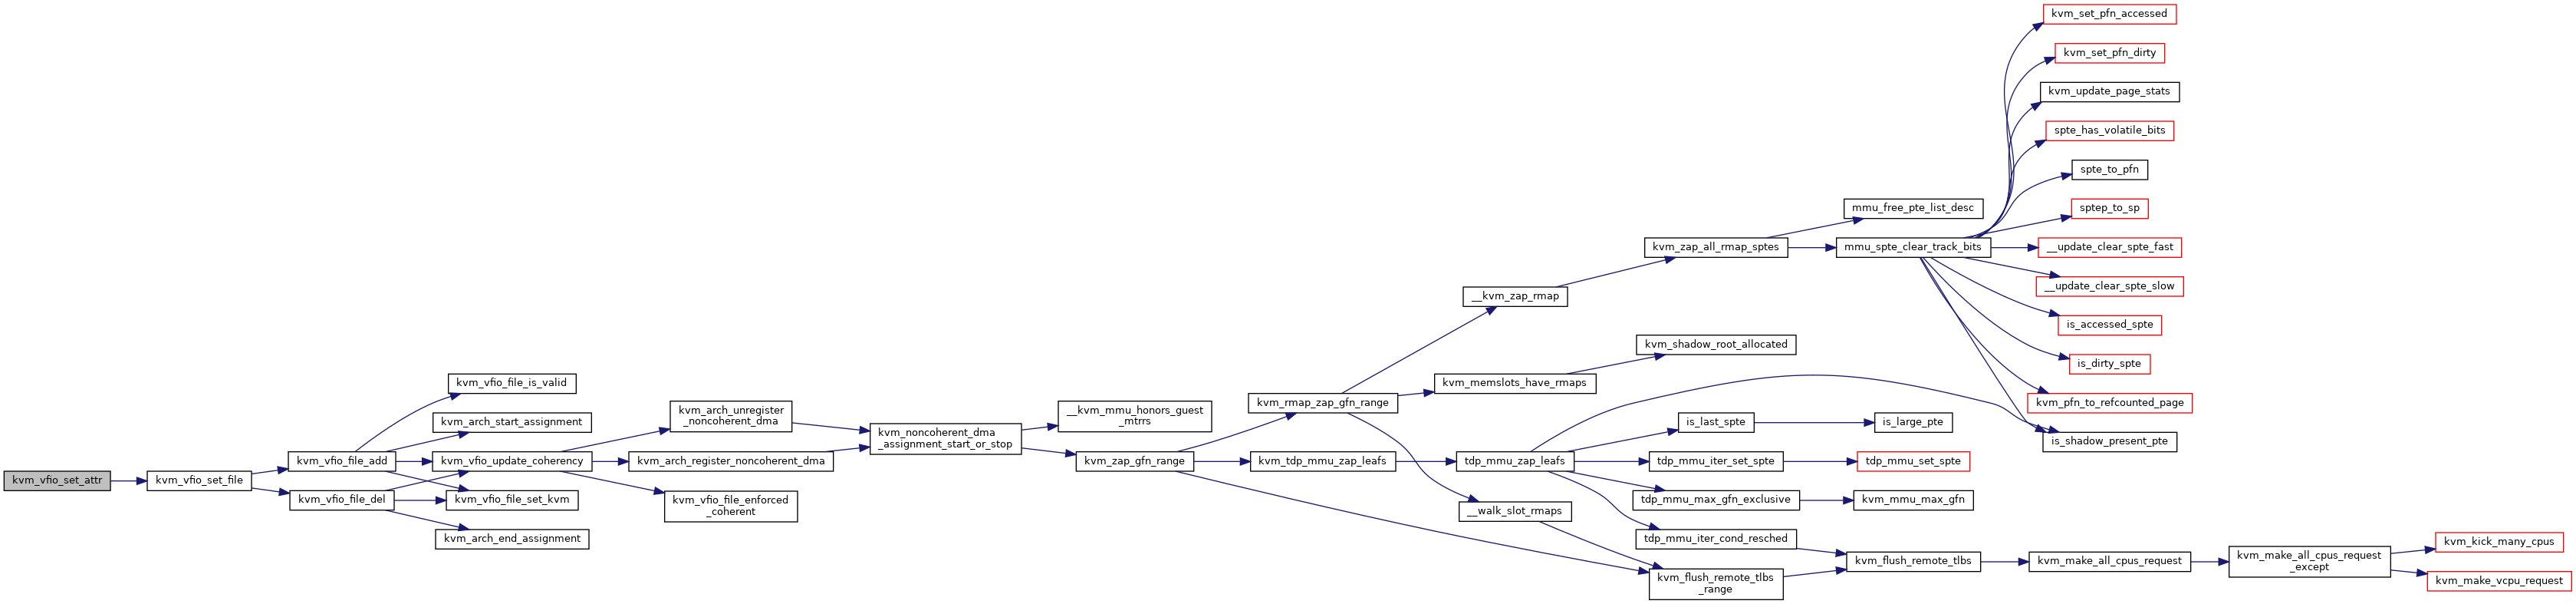 kvm_vfio_set_attr
kvm_vfio_set_file
kvm_vfio_file_add
kvm_vfio_file_del
kvm_vfio_file_is_valid
kvm_arch_start_assignment
kvm_vfio_update_coherency
kvm_vfio_file_set_kvm
kvm_arch_end_assignment
kvm_arch_unregister
_noncoherent_dma
kvm_arch_register_noncoherent_dma
kvm_vfio_file_enforced
_coherent
kvm_noncoherent_dma
_assignment_start_or_stop
__kvm_mmu_honors_guest
_mtrrs
kvm_zap_gfn_range
kvm_rmap_zap_gfn_range
kvm_tdp_mmu_zap_leafs
__kvm_zap_rmap
kvm_memslots_have_rmaps
tdp_mmu_zap_leafs
__walk_slot_rmaps
kvm_zap_all_rmap_sptes
kvm_shadow_root_allocated
is_last_spte
tdp_mmu_iter_set_spte
tdp_mmu_max_gfn_exclusive
tdp_mmu_iter_cond_resched
kvm_flush_remote_tlbs
_range
mmu_free_pte_list_desc
mmu_spte_clear_track_bits
is_large_pte
tdp_mmu_set_spte
kvm_mmu_max_gfn
kvm_flush_remote_tlbs
kvm_set_pfn_accessed
kvm_set_pfn_dirty
kvm_update_page_stats
spte_has_volatile_bits
spte_to_pfn
sptep_to_sp
__update_clear_spte_fast
__update_clear_spte_slow
is_accessed_spte
is_dirty_spte
kvm_pfn_to_refcounted_page
is_shadow_present_pte
kvm_make_all_cpus_request
kvm_make_all_cpus_request
_except
kvm_kick_many_cpus
kvm_make_vcpu_request